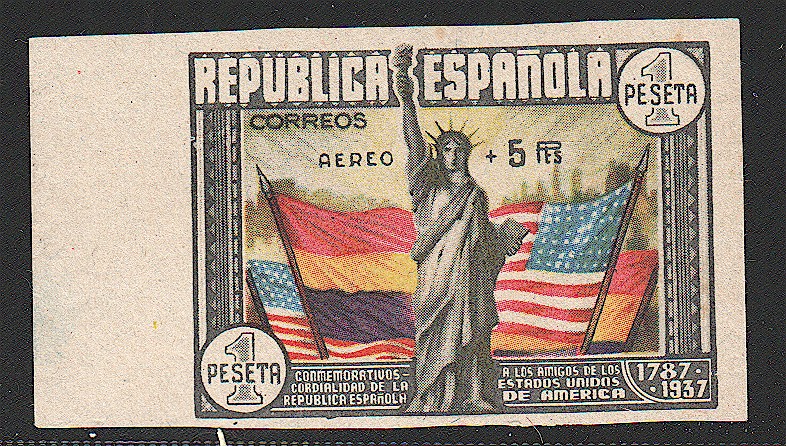 REPUBLICA ESPAÑOLA
1 PESETA
CORREOS
AEREO + 5 PTS
1 PESETA
CONMEMORATIVOS-
CORDIALIDAD DE LA
REPUBLICA ESPAÑOLA
A LOS AMIGOS DE LOS
ESTADOS UNIDOS
DE AMERICA
1787
·1937